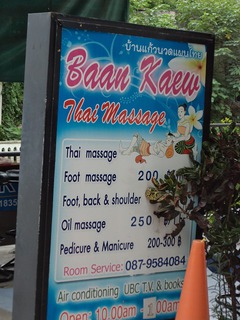 บ้านแก้วนวดแผนไทย
Baan Kaew
Thai Massage
Thai massage
Foot massage 200
Foot, back & shoulder
Oil massage 250
Pedicure & Manicure 200-300 B
Room Service: 087-9584084
Air conditioning UBC T.V. & books
Open: 10.00am